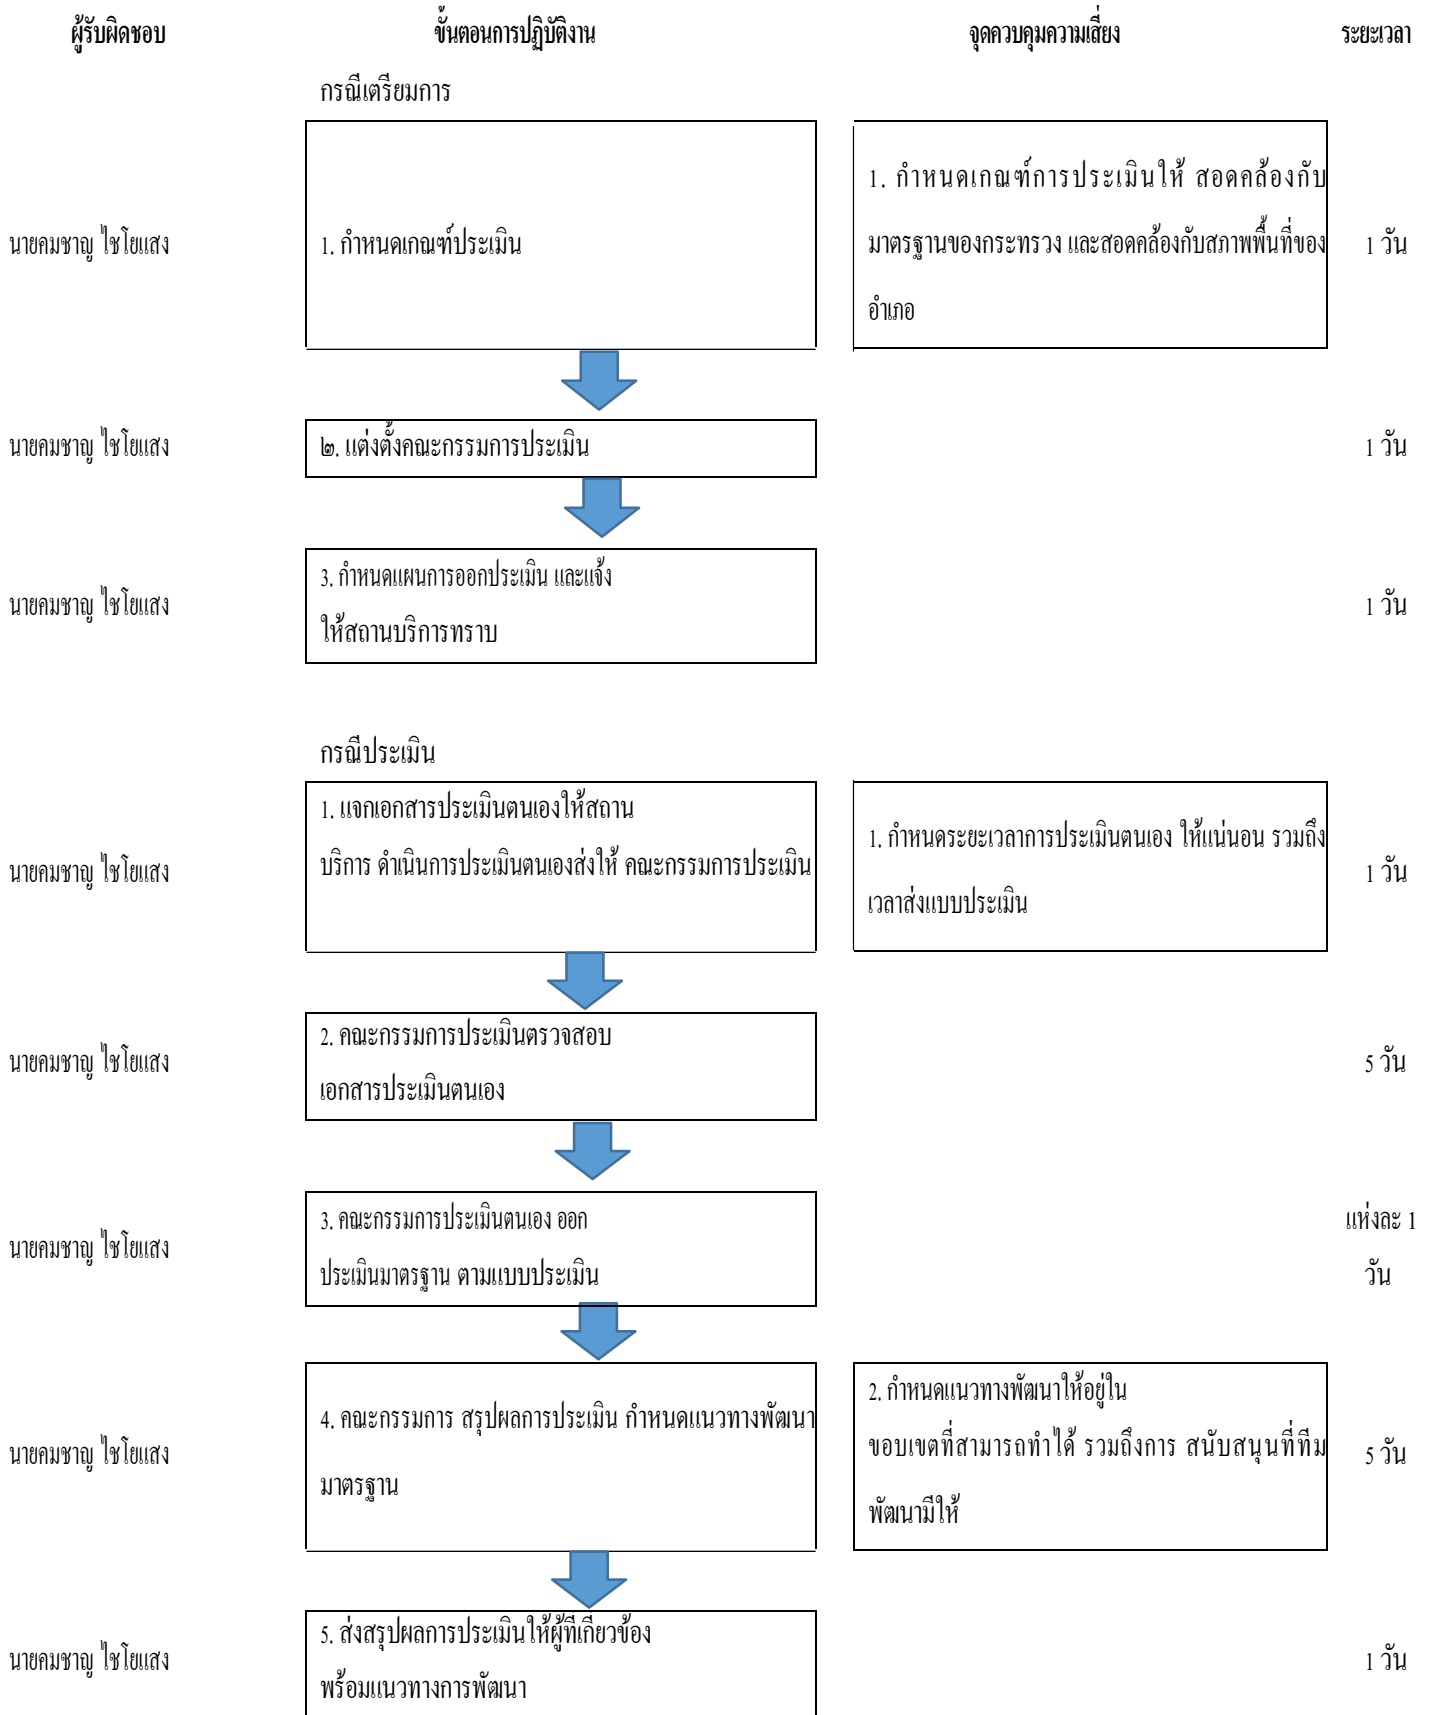 ผู้รับผิดชอบ ขั้นตอนการปฏิบัติงาน จุดควบคุมความเสี่ยง ระยะเวลา
กรณีเตรียมการ
นายคมชาญ ไชโยแสง
1. กำหนดเกณฑ์ประเมิน
1. กำหนดเกณฑ์การประเมินให้ สอดคล้องกับ
มาตรฐานของกระทรวง และสอดคล้องกับสภาพพื้นที่ของ
อำเภอ
1 วัน
นายคมชาญ ไชโยแสง
๒. แต่งตั้งคณะกรรมการประเมิน
1 วัน
นายคมชาญ ไชโยแสง
3. กำหนดแผนการออกประเมิน และแจ้ง
ให้สถานบริการทราบ
1 วัน
กรณีประเมิน
นายคมชาญ ไชโยแสง
1. แจกเอกสารประเมินตนเองให้สถาน
บริการ ดำเนินการประเมินตนเองส่งให้ คณะกรรมการประเมิน
1. กำหนดระยะเวลาการประเมินตนเอง ให้แน่นอน รวมถึง
เวลาส่งแบบประเมิน
1 วัน
นายคมชาญ ไชโยแสง
2. คณะกรรมการประเมินตรวจสอบ
เอกสารประเมินตนเอง
5 วัน
นายคมชาญ ไชโยแสง
3. คณะกรรมการประเมินตนเอง ออก
ประเมินมาตรฐาน ตามแบบประเมิน
แห่งละ 1
วัน
นายคมชาญ ไชโยแสง
4. คณะกรรมการ สรุปผลการประเมิน กำหนดแนวทางพัฒนา
มาตรฐาน
2. กำหนดแนวทางพัฒนาให้อยู่ใน
ขอบเขตที่สามารถทำได้ รวมถึงการ สนับสนุนที่ทีม
พัฒนามีให้
5 วัน
นายคมชาญ ไชโยแสง
5. ส่งสรุปผลการประเมินให้ผู้ที่เกี่ยวข้อง
พร้อมแนวทางการพัฒนา
1 วัน